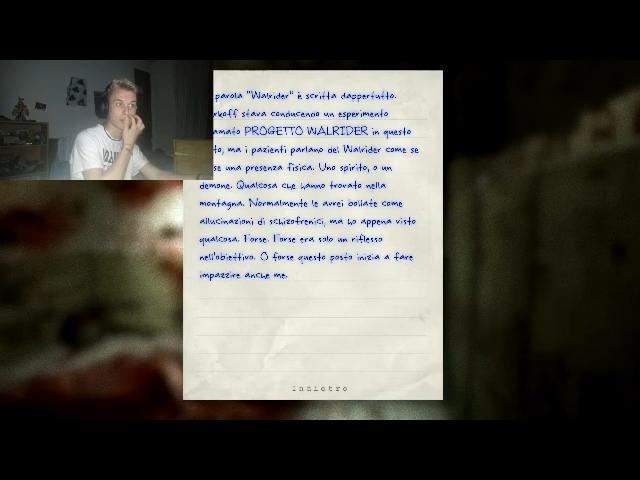 parola "Walrider" è scritta dappertutto.
rkoff stava conducendo un esperimento
amato PROGETTO WALRIDER in questo
to, ma i pazienti parlano del Walrider come se
se una presenza fisica. Uno spirito, o un
demone. Qualcosa che hanno trovato nella
montagna. Normalmente le avrei bollate come
allucinazioni di schizofrenici, ma ho appena visto
qualcosa. Forse. Forse era solo un riflesso
nell'obiettivo. O forse questo posto inizia a fare
impazzire anche me.
Indietro